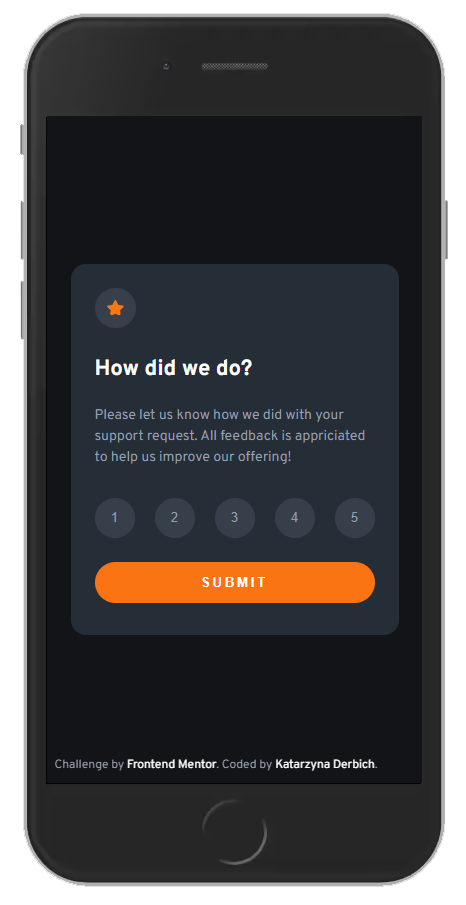 How did we do?
Please let us know how we did with your
support request. All feedback is appriciated
to help us improve our offering!
1 2 3 4 5
SUBMIT
Challenge by Frontend Mentor. Coded by Katarzyna Derbich.